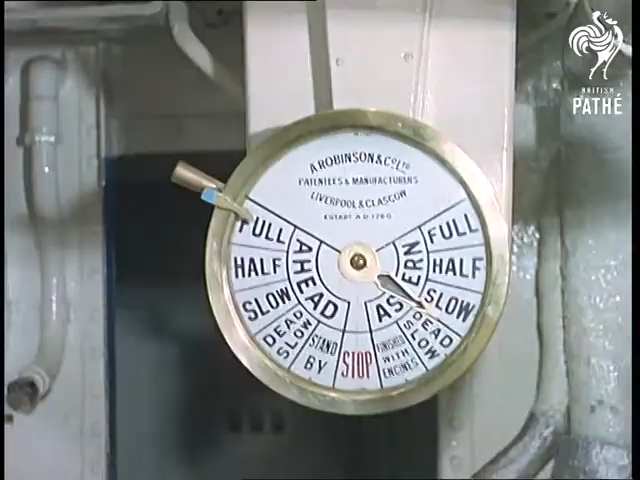 BRITISH
PATHÉ
A ROBINSON & Co Ltd
PATENTEES & MANUFACTURERS
LIVERPOOL & GLASGOW
ESTABT A.D. 1760
FULL
HALF
SLOW
DEAD
SLOW
AHEAD
STAND
BY
STOP
FINISHED
WITH
ENGINES
ASTERN
FULL
HALF
SLOW
DEAD
SLOW